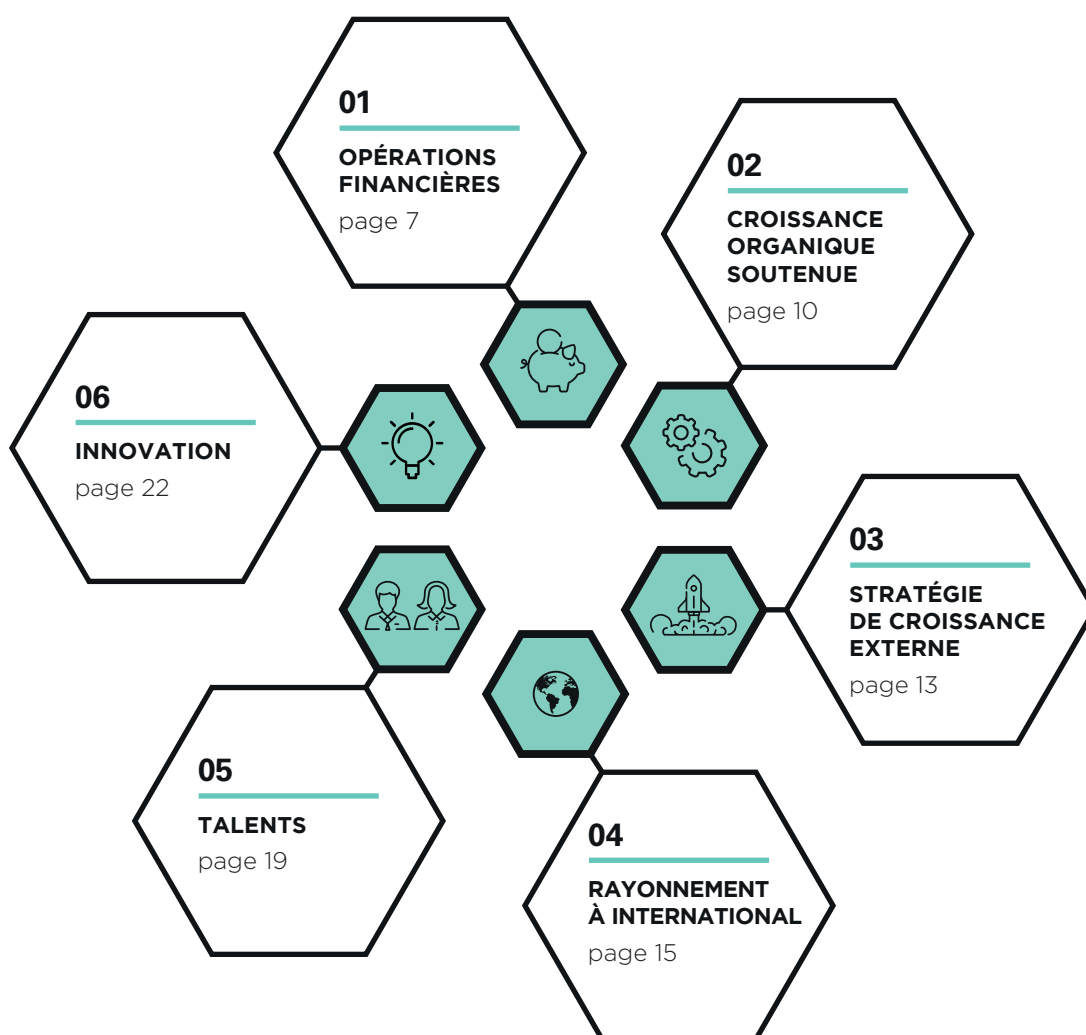 01
OPÉRATIONS
FINANCIÈRES
page 7
02
CROISSANCE
ORGANIQUE
SOUTENUE
page 10
03
STRATÉGIE
DE CROISSANCE
EXTERNE
page 13
04
RAYONNEMENT
À INTERNATIONAL
page 15
05
TALENTS
page 19
06
INNOVATION
page 22